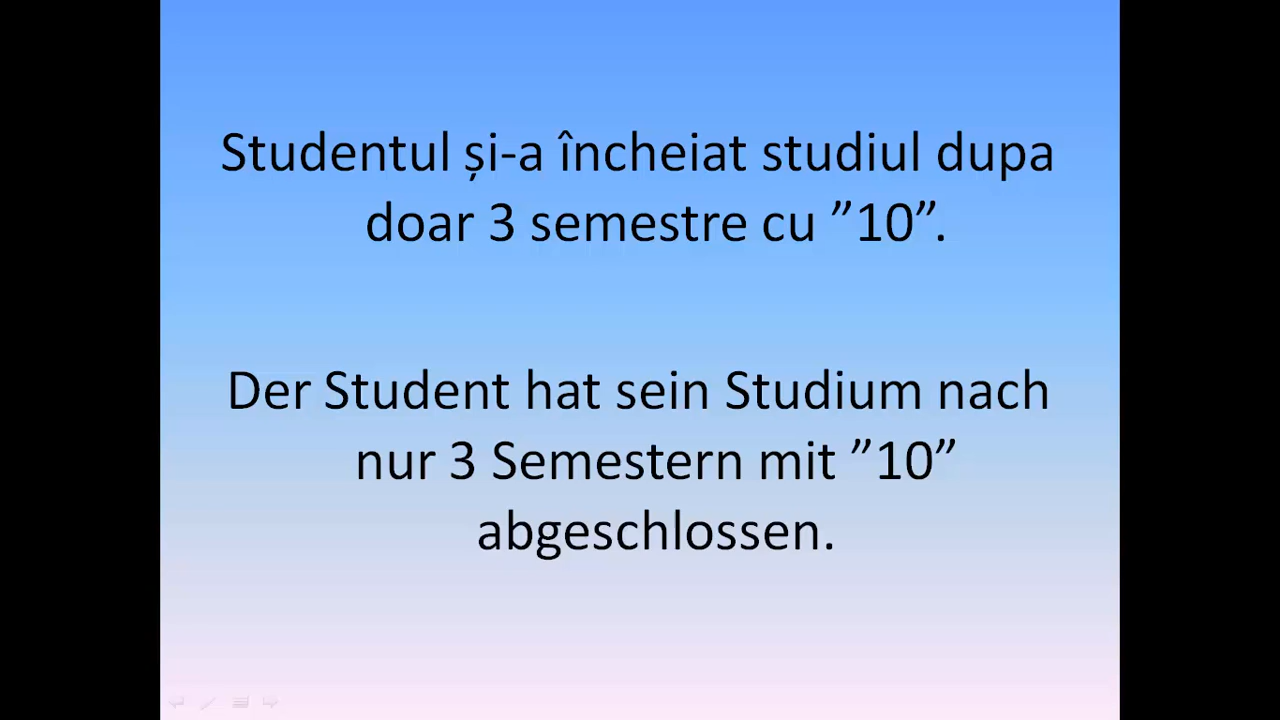 Studentul și-a încheiat studiul dupa
doar 3 semestre cu ”10”.
Der Student hat sein Studium nach
nur 3 Semestern mit ”10”
abgeschlossen.